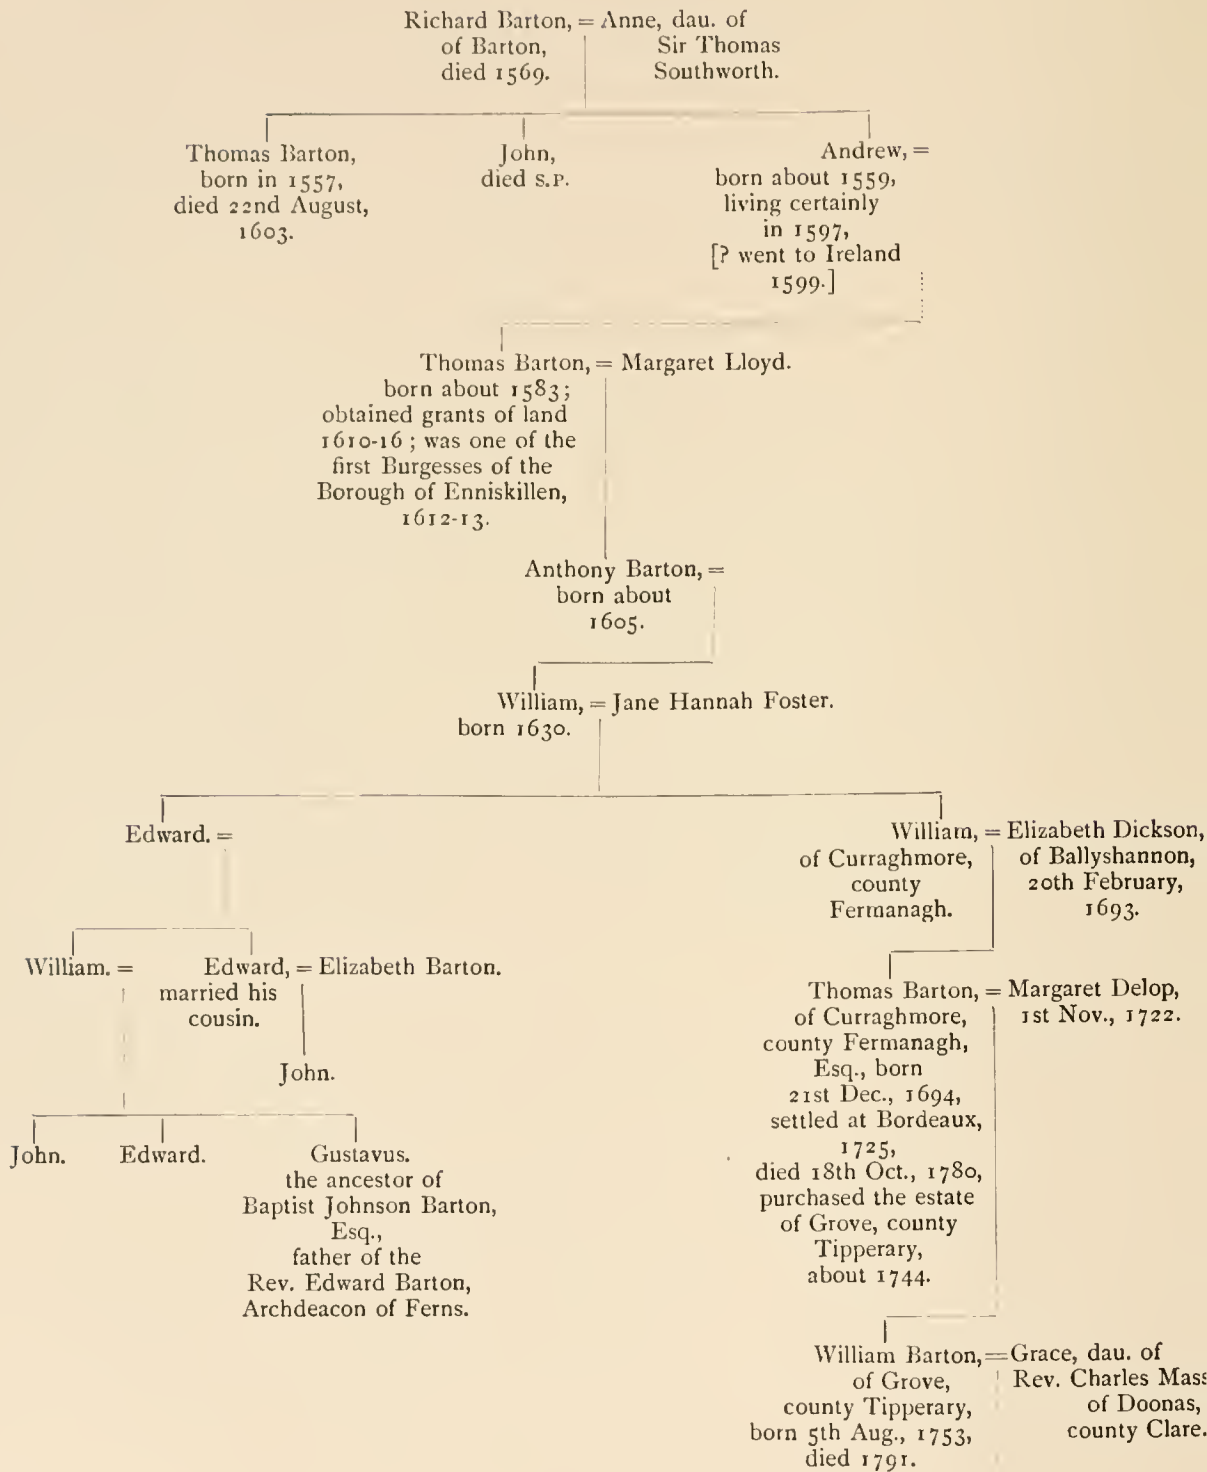 Richard Barton, = Anne, dau. of
of Barton, Sir Thomas
died 1569. Southworth.
Thomas Barton,
born in 1557,
died 22nd August,
1603.
John,
died S.P.
Andrew, =
born about 1559,
living certainly
in 1597,
[? went to Ireland
1599.]
Thomas Barton, = Margaret Lloyd.
born about 1583;
obtained grants of land
1610-16; was one of the
first Burgesses of the
Borough of Enniskillen,
1612-13.
Anthony Barton, =
born about
1605.
William, = Jane Hannah Foster.
born 1630.
Edward. =
William, = Elizabeth Dickson,
of Curraghmore, of Ballyshannon,
county 20th February,
Fermanagh. 1693.
William. =
Edward, = Elizabeth Barton.
married his
cousin.
John.
John.
Edward.
Gustavus.
the ancestor of
Baptist Johnson Barton,
Esq.,
father of the
Rev. Edward Barton,
Archdeacon of Ferns.
Thomas Barton, = Margaret Delop,
of Curraghmore, 1st Nov., 1722.
county Fermanagh,
Esq., born
21st Dec., 1694,
settled at Bordeaux,
1725,
died 18th Oct., 1780,
purchased the estate
of Grove, county
Tipperary,
about 1744.
William Barton, = Grace, dau. of
of Grove, Rev. Charles Mass
county Tipperary, of Doonas,
born 5th Aug., 1753, county Clare.
died 1791.